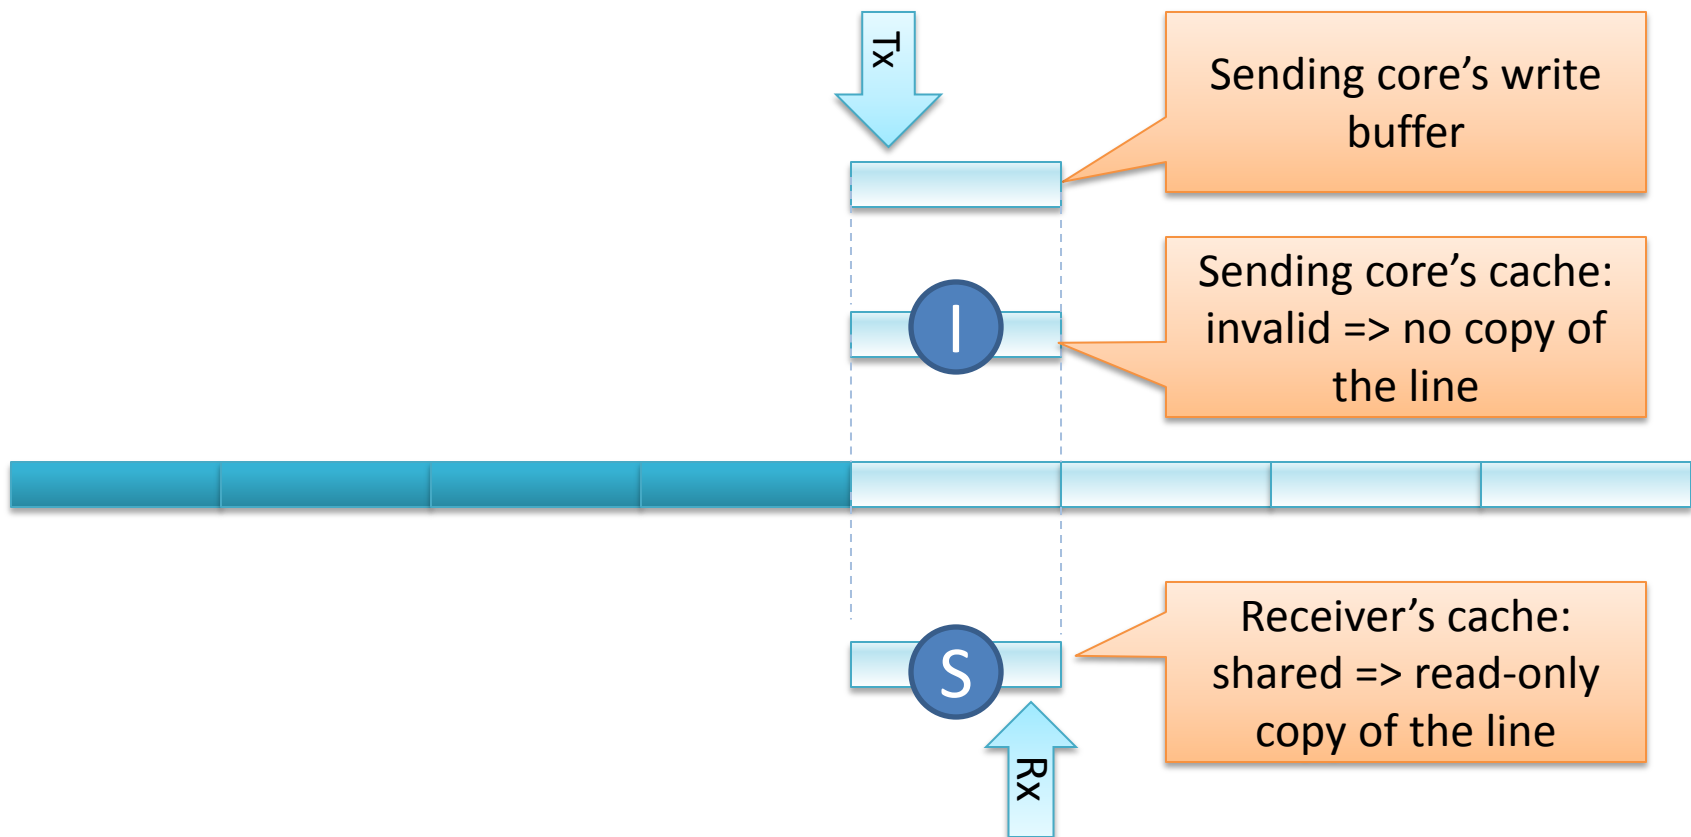 Tx
Sending core’s write
buffer
Sending core’s cache:
invalid => no copy of
the line
I
Receiver’s cache:
shared => read-only
copy of the line
S
Rx